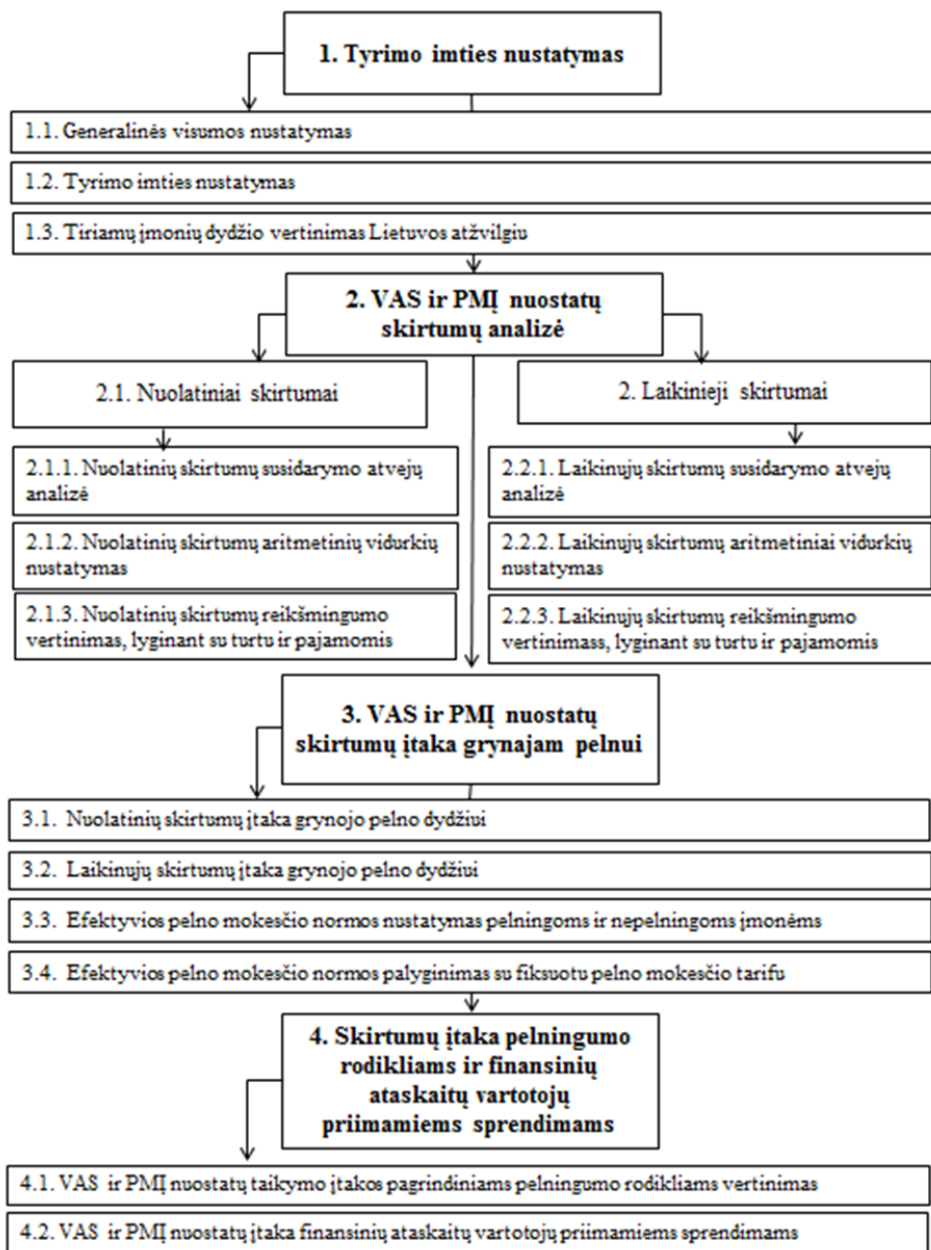 1. Tyrimo imties nustatymas
1.1. Generalinės visumos nustatymas
1.2. Tyrimo imties nustatymas
1.3. Tiriamų įmonių dydžio vertinimas Lietuvos atžvilgiu
2. VAS ir PMĮ nuostatų
skirtumų analizė
2.1. Nuolatiniai skirtumai
2. Laikinieji skirtumai
2.1.1. Nuolatinių skirtumų susidarymo atvejų
analizė
2.2.1. Laikinųjų skirtumų susidarymo atvejų
analizė
2.1.2. Nuolatinių skirtumų aritmetinių vidurkių
nustatymas
2.2.2. Laikinųjų skirtumų aritmetiniai vidurkių
nustatymas
2.1.3. Nuolatinių skirtumų reikšmingumo
vertinimas, lyginant su turtu ir pajamomis
2.2.3. Laikinųjų skirtumų reikšmingumo
vertinimass, lyginant su turtu ir pajamomis
3. VAS ir PMĮ nuostatų
skirtumų įtaka grynajam pelnui
3.1. Nuolatinių skirtumų įtaka grynojo pelno dydžiui
3.2. Laikinųjų skirtumų įtaka grynojo pelno dydžiui
3.3. Efektyvios pelno mokesčio normos nustatymas pelningoms ir nepelningoms įmonėms
3.4. Efektyvios pelno mokesčio normos palyginimas su fiksuotu pelno mokesčio tarifu
4. Skirtumų įtaka pelningumo
rodikliams ir finansinių
ataskaitų vartotojų
priimamiems sprendimams
4.1. VAS ir PMĮ nuostatų taikymo įtakos pagrindiniams pelningumo rodikliams vertinimas
4.2. VAS ir PMĮ nuostatų įtaka finansinių ataskaitų vartotojų priimamiems sprendimams